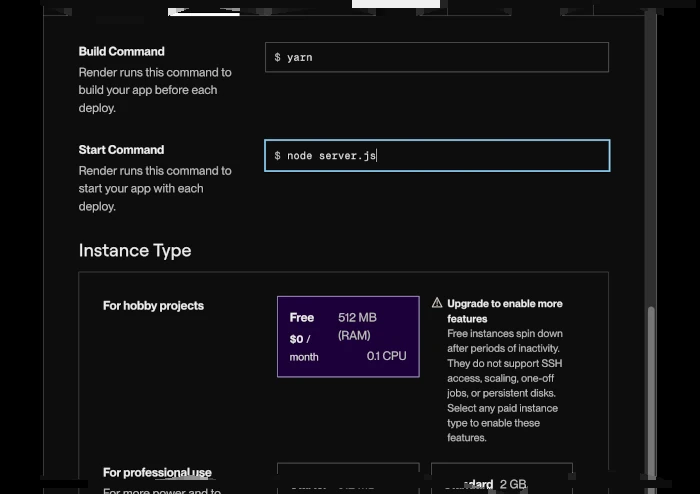 Build Command
$ yarn
Render runs this command to
build your app before each
deploy.
Start Command
$ node server.js
Render runs this command to
start your app with each
deploy.
Instance Type
For hobby projects
Free 512 MB
(RAM)
$0 /
month 0.1 CPU
Upgrade to enable more
features
Free instances spin down
after periods of inactivity.
They do not support SSH
access, scaling, one-off
jobs, or persistent disks.
Select any paid instance
type to enable these
features.
For professional use
2 GB
For more power and to